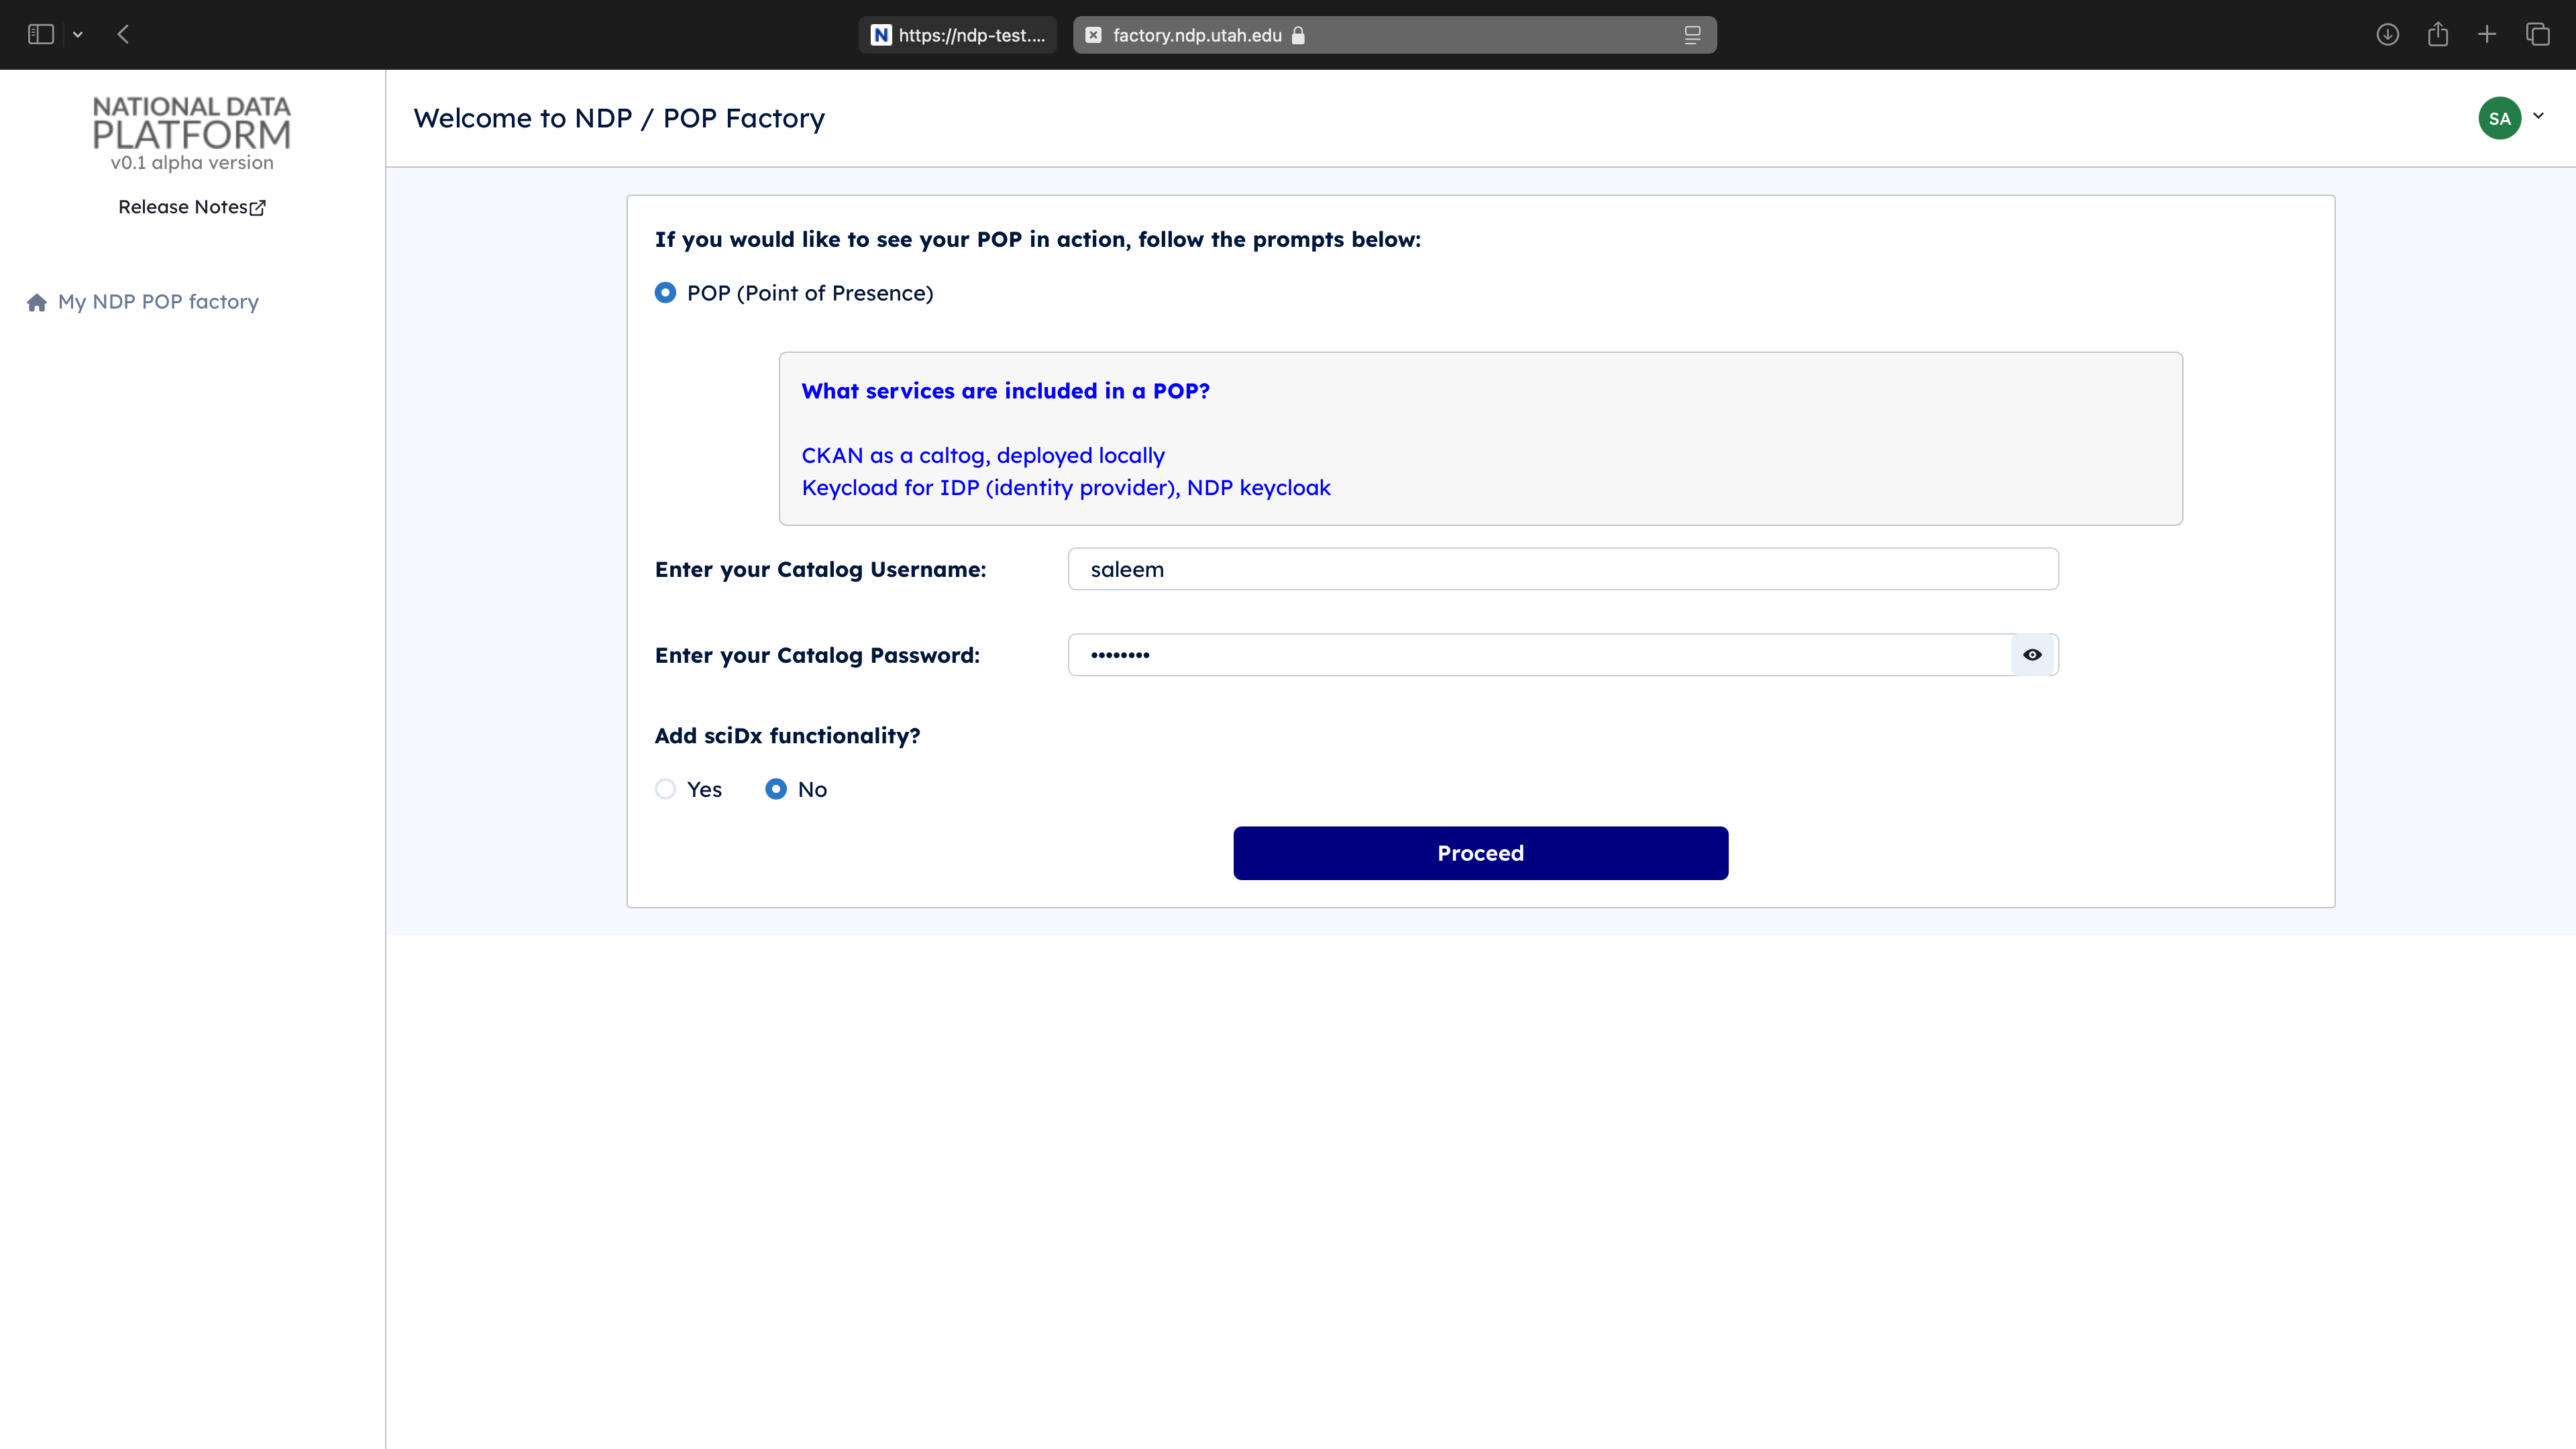 https://ndp-test....
factory.ndp.utah.edu
NATIONAL DATA
PLATFORM
v0.1 alpha version
Release Notes
My NDP POP factory
Welcome to NDP / POP Factory
SA
If you would like to see your POP in action, follow the prompts below:
POP (Point of Presence)
What services are included in a POP?
CKAN as a caltog, deployed locally
Keycload for IDP (identity provider), NDP keycloak
Enter your Catalog Username:
saleem
Enter your Catalog Password:
••••••••
Add sciDx functionality?
Yes No
Proceed